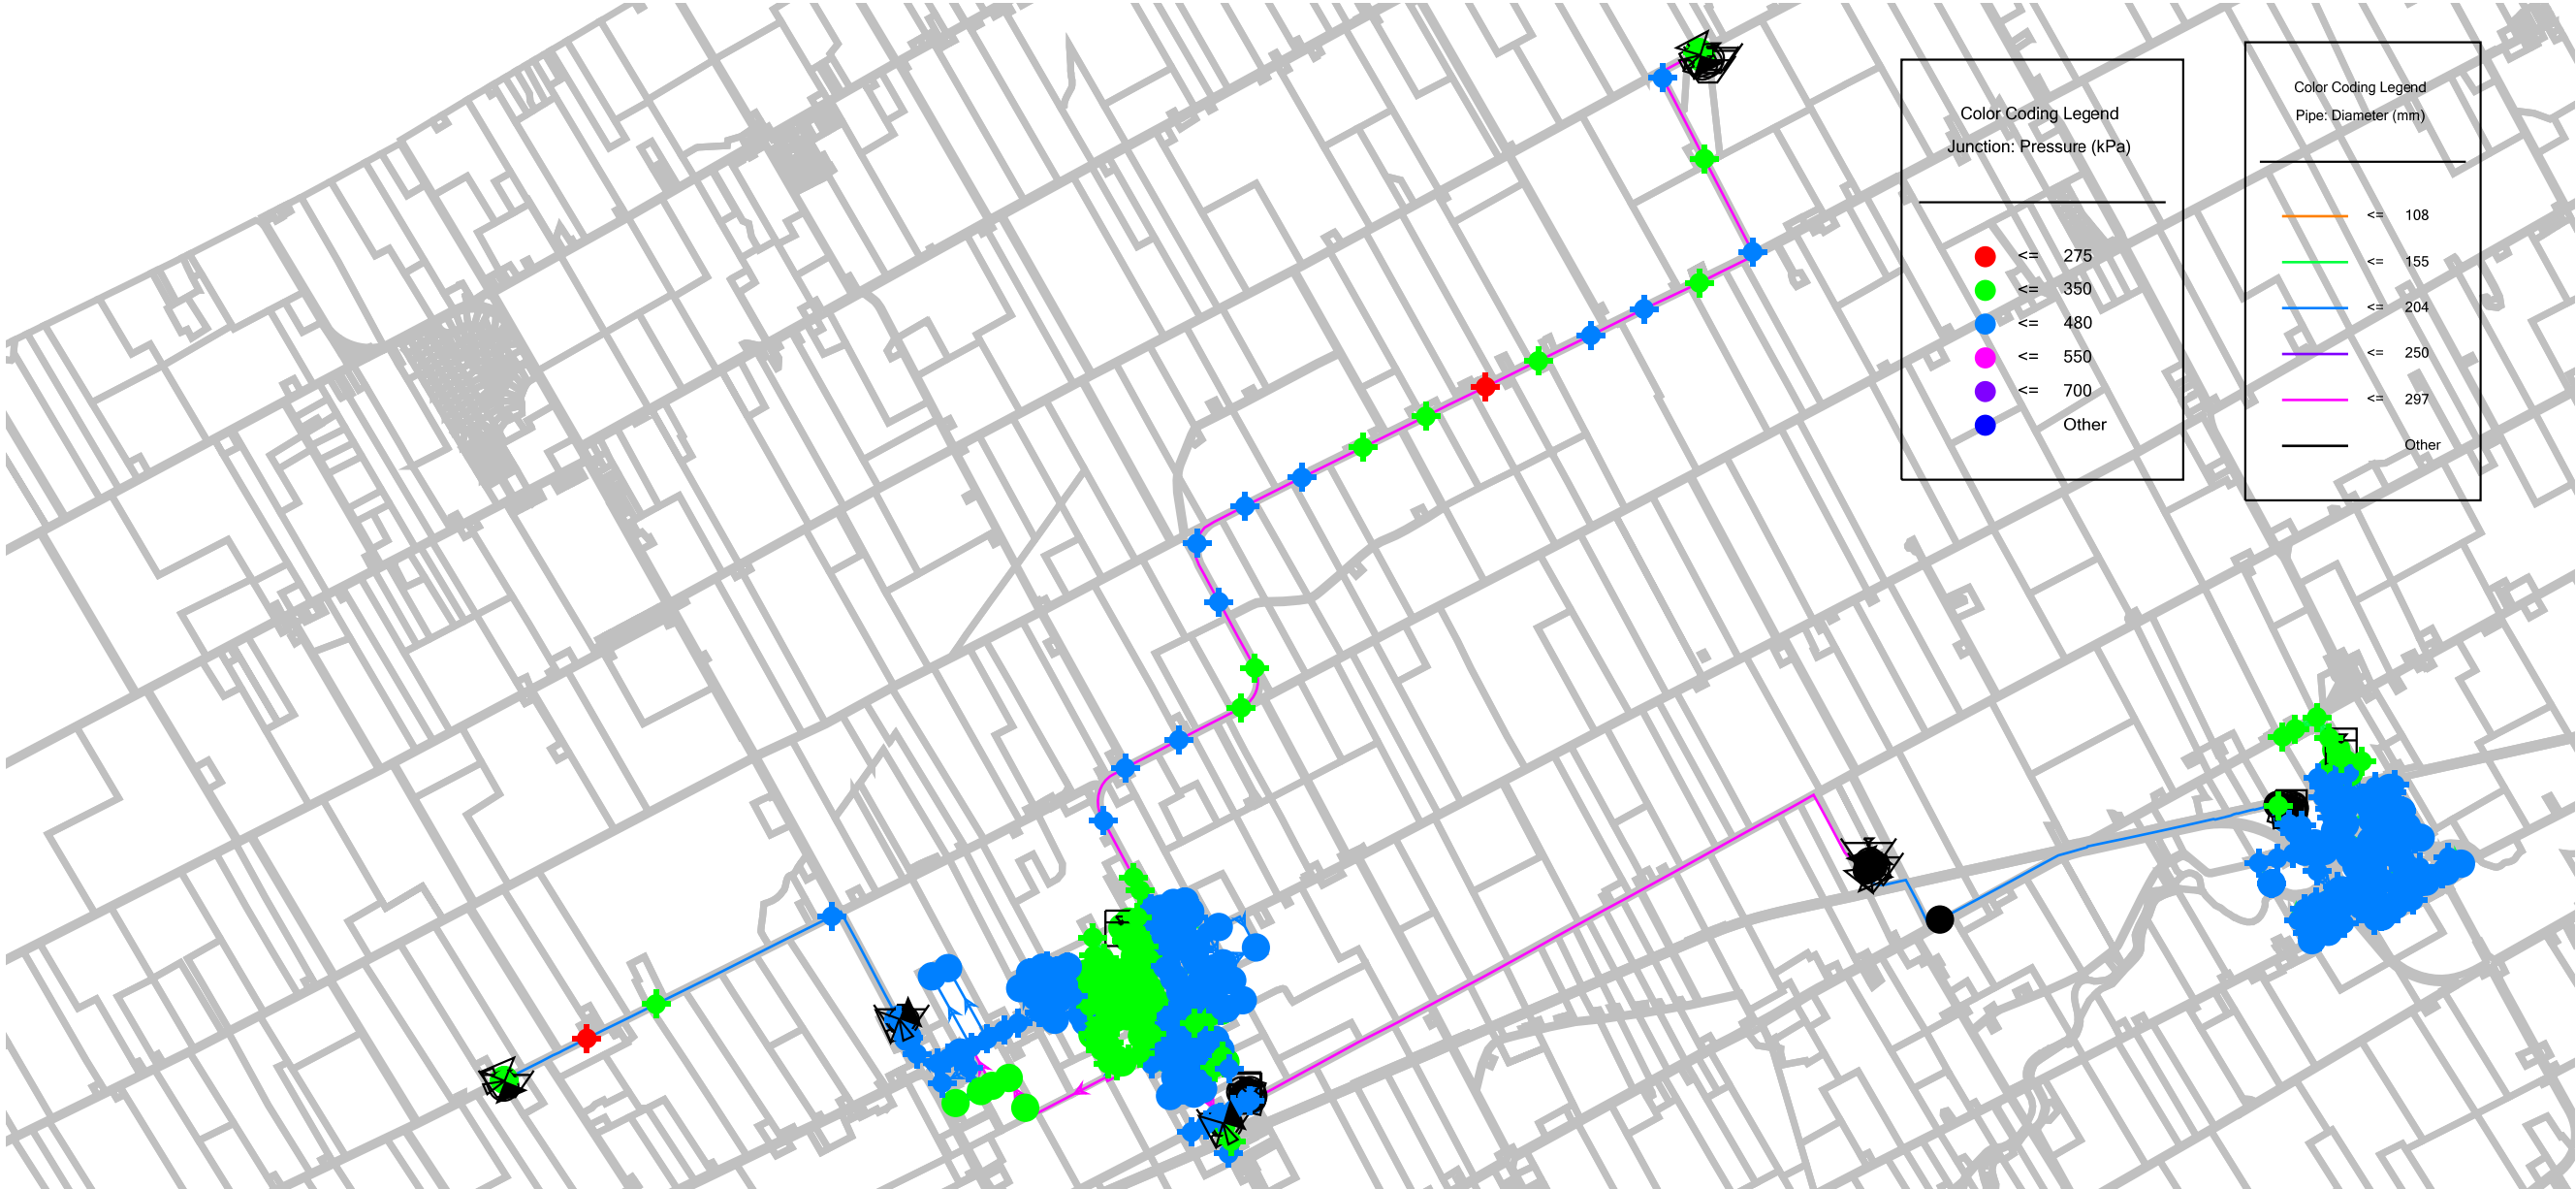 Color Coding Legend
Junction: Pressure (kPa)
<= 275
<= 350
<= 480
<= 550
<= 700
Other
Color Coding Legend
Pipe: Diameter (mm)
<= 108
<= 155
<= 204
<= 250
<= 297
Other